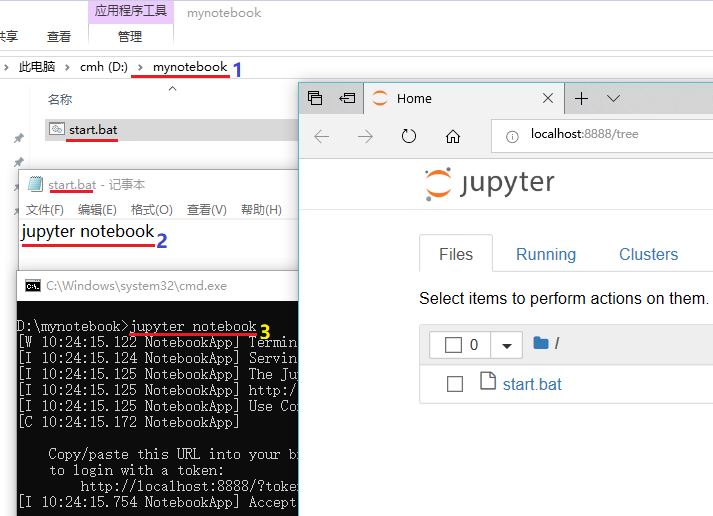 应用程序工具
mynotebook
共享
查看
管理
此电脑 › cmh (D:) › mynotebook 1
名称
start.bat
start.bat - 记事本
文件(F) 编辑(E) 格式(O) 查看(V) 帮助(H)
jupyter notebook 2
C:\Windows\system32\cmd.exe
D:\mynotebook>jupyter notebook 3
[W 10:24:15.122 NotebookApp] Termin
[I 10:24:15.124 NotebookApp] Servin
[I 10:24:15.125 NotebookApp] The Ju
[I 10:24:15.125 NotebookApp] http:/
[I 10:24:15.125 NotebookApp] Use Co
[C 10:24:15.172 NotebookApp]
Copy/paste this URL into your b
to login with a token:
http://localhost:8888/?toke
[I 10:24:15.754 NotebookApp] Accept
Home
localhost:8888/tree
jupyter
Files
Running
Clusters
Select items to perform actions on them.
0
/
start.bat